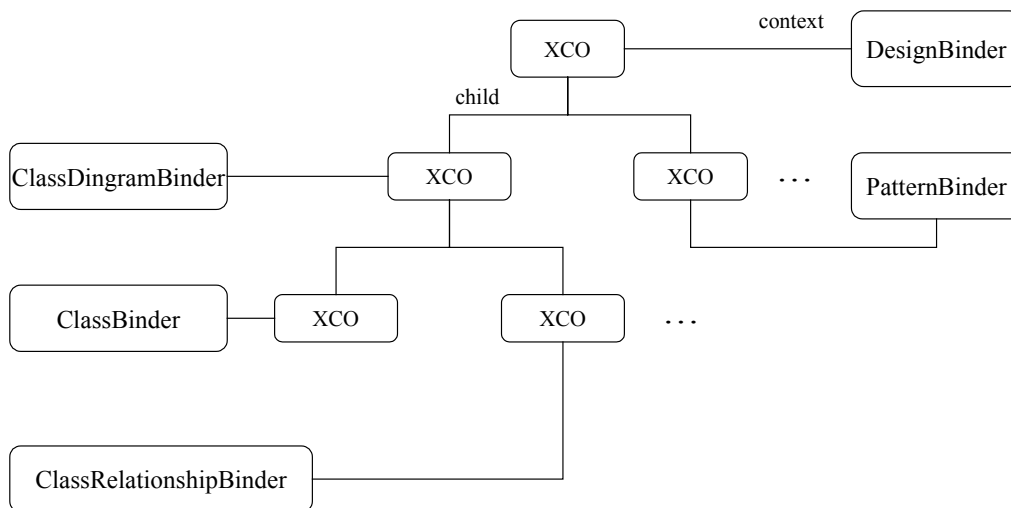 context
XCO
DesignBinder
child
ClassDingramBinder
XCO
XCO
...
PatternBinder
ClassBinder
XCO
XCO
...
ClassRelationshipBinder